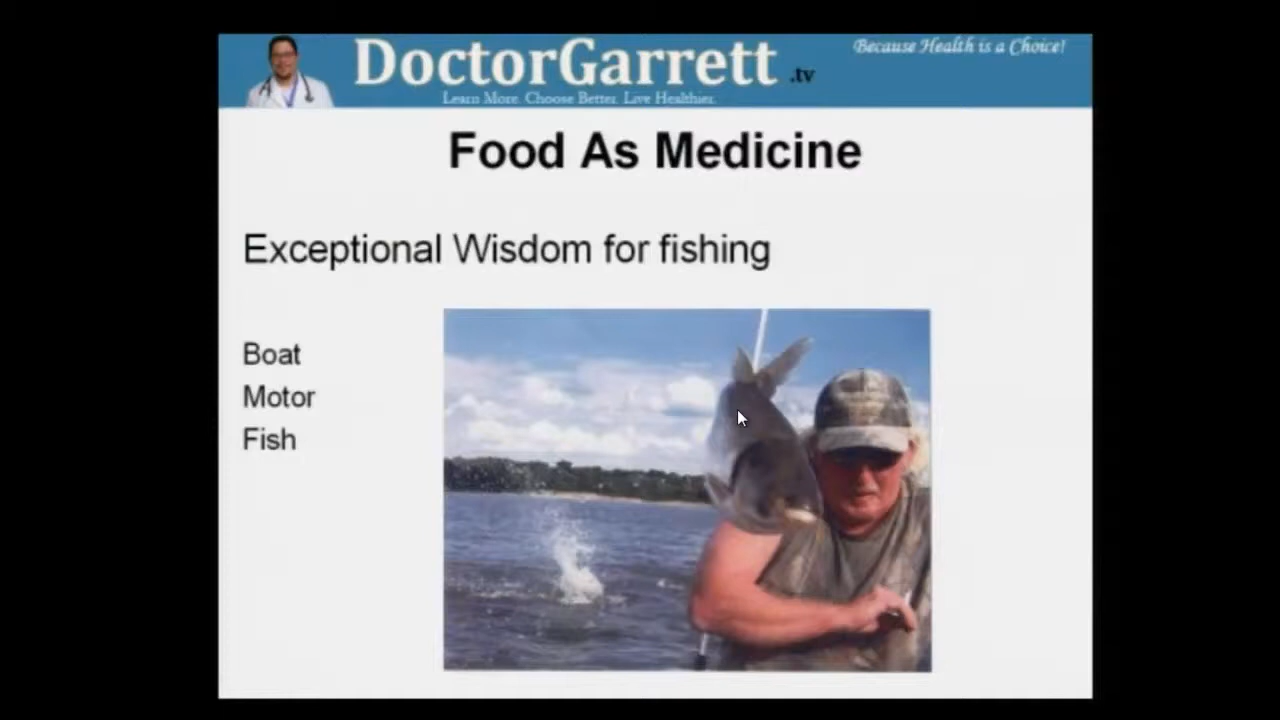 DoctorGarrett.tv
Because Health is a Choice!
Learn More. Choose Better. Live Healthier.
Food As Medicine
Exceptional Wisdom for fishing
Boat
Motor
Fish